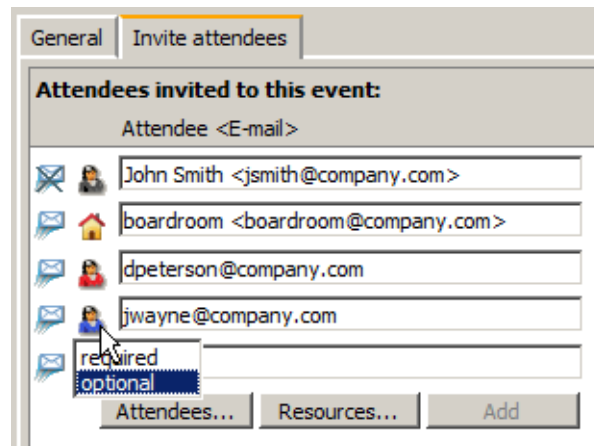 General Invite attendees
Attendees invited to this event:
Attendee <E-mail>
John Smith <jsmith@company.com>
boardroom <boardroom@company.com>
dpeterson@company.com
jwayne@company.com
required
optional
Attendees... Resources... Add